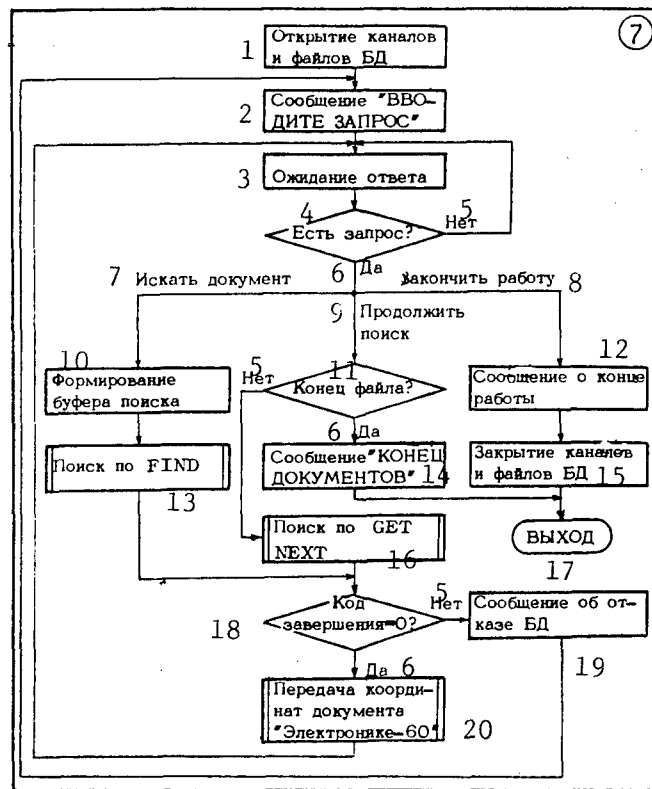 7
1
Открытие каналов
и файлов БД
2
Сообщение "ВВО-
ДИТЕ ЗАПРОС"
3
Ожидание ответа
4
Есть запрос?
5
Нет
6
Да
7
Искать документ
9
Продолжить
поиск
Закончить работу
8
10
Формирование
буфера поиска
5
Нет
11
Конец файла?
12
Сообщение о конце
работы
6
Да
Поиск по FIND
13
Сообщение "КОНЕЦ
ДОКУМЕНТОВ"
14
Закрытие каналов
и файлов БД
15
Поиск по GET
NEXT
16
ВЫХОД
17
18
Код
завершения=0?
5
Нет
Сообщение об от-
казе БД
19
Да
6
Передача коорди-
нат документа
"Электронике-60"
20